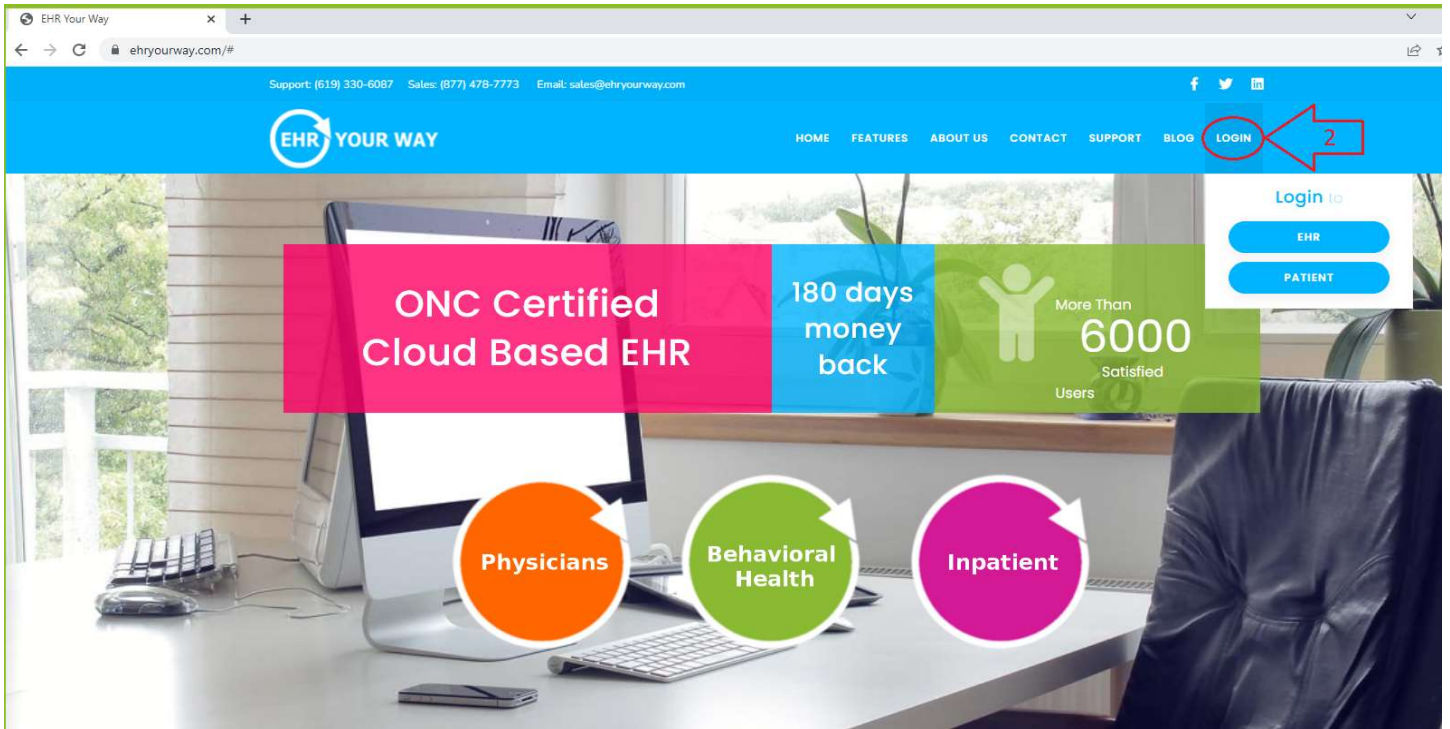 EHR Your Way
ehryourway.com/#
Support: (619) 330-6087 Sales: (877) 478-7773 Email: sales@ehryourway.com
EHR YOUR WAY
HOME FEATURES ABOUT US CONTACT SUPPORT BLOG LOGIN
2
Login to
EHR
PATIENT
ONC Certified
Cloud Based EHR
180 days
money
back
More Than
6000
Satisfied
Users
Physicians
Behavioral
Health
Inpatient